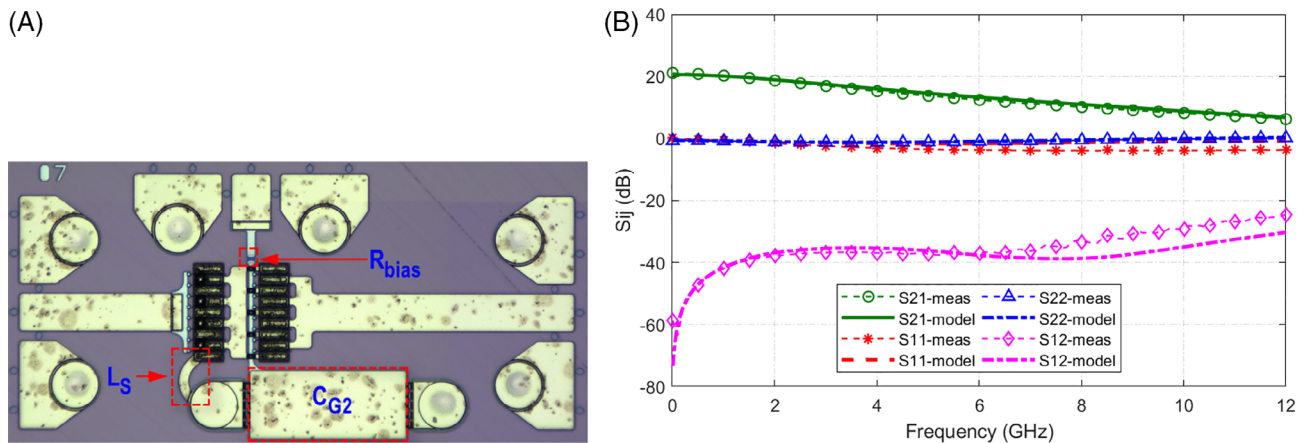 (A)
07
R_bias
L_S
C_G2
(B)
40
20
0
-20
-40
-60
-80
Sij (dB)
S21-meas
S21-model
S11-meas
S11-model
S22-meas
S22-model
S12-meas
S12-model
0 2 4 6 8 10 12
Frequency (GHz)